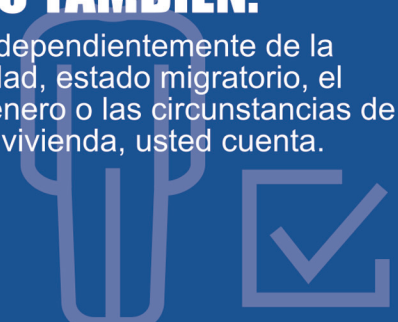 TAMBIÉN.
dependientemente de la
dad, estado migratorio, el
énero o las circunstancias de
vivienda, usted cuenta.